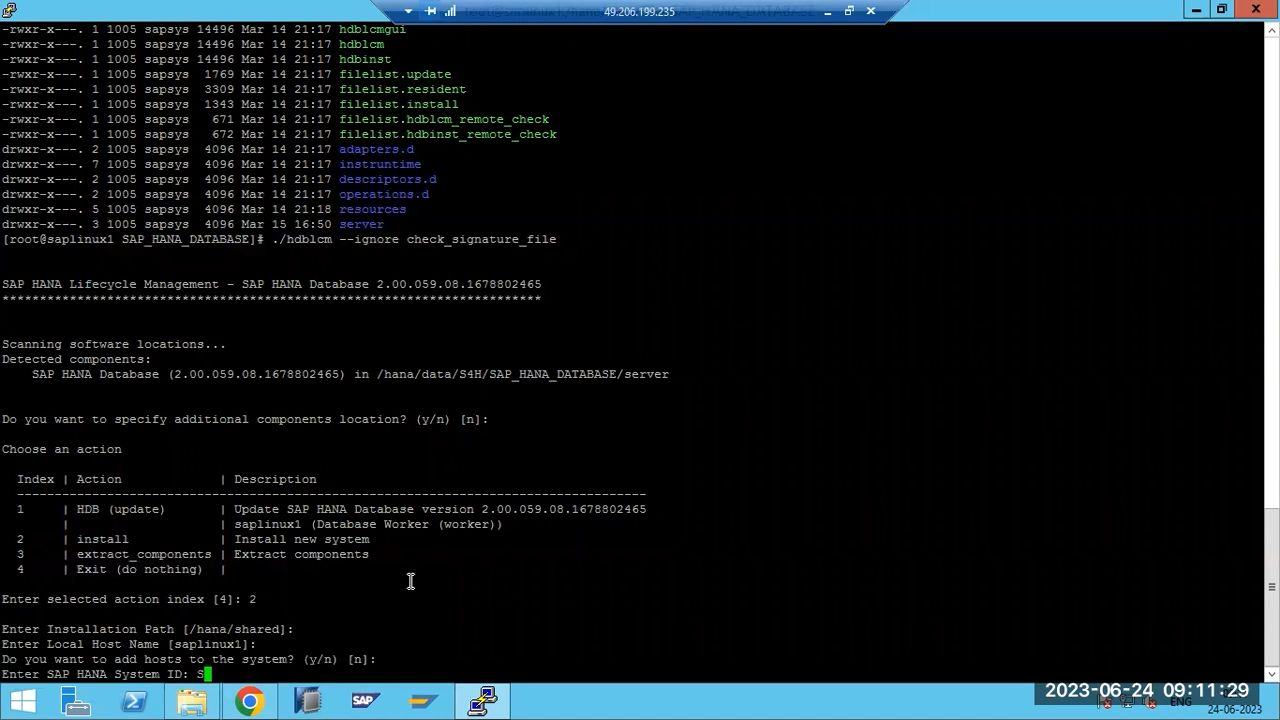 49.206.199.235
-rwxr-x---. 1 1005 sapsys 14496 Mar 14 21:17 hdblcmgui
-rwxr-x---. 1 1005 sapsys 14496 Mar 14 21:17 hdblcm
-rwxr-x---. 1 1005 sapsys 14496 Mar 14 21:17 hdbinst
-rwxr-x---. 1 1005 sapsys  1769 Mar 14 21:17 filelist.update
-rwxr-x---. 1 1005 sapsys  3309 Mar 14 21:17 filelist.resident
-rwxr-x---. 1 1005 sapsys  1343 Mar 14 21:17 filelist.install
-rwxr-x---. 1 1005 sapsys   671 Mar 14 21:17 filelist.hdblcm_remote_check
-rwxr-x---. 1 1005 sapsys   672 Mar 14 21:17 filelist.hdbinst_remote_check
drwxr-x---. 2 1005 sapsys  4096 Mar 14 21:17 adapters.d
drwxr-x---. 7 1005 sapsys  4096 Mar 14 21:17 instruntime
drwxr-x---. 2 1005 sapsys  4096 Mar 14 21:17 descriptors.d
drwxr-x---. 2 1005 sapsys  4096 Mar 14 21:17 operations.d
drwxr-x---. 5 1005 sapsys  4096 Mar 14 21:18 resources
drwxr-x---. 3 1005 sapsys  4096 Mar 15 16:50 server
[root@saplinux1 SAP_HANA_DATABASE]# ./hdblcm --ignore check_signature_file
SAP HANA Lifecycle Management - SAP HANA Database 2.00.059.08.1678802465
************************************************************************
Scanning software locations...
Detected components:
SAP HANA Database (2.00.059.08.1678802465) in /hana/data/S4H/SAP_HANA_DATABASE/server
Do you want to specify additional components location? (y/n) [n]:
Choose an action
Index | Action | Description
--------------------------------------------------------------------------------
1 | HDB (update) | Update SAP HANA Database version 2.00.059.08.1678802465
| | saplinux1 (Database Worker (worker))
2 | install | Install new system
3 | extract_components | Extract components
4 | Exit (do nothing) |
Enter selected action index [4]: 2
Enter Installation Path [/hana/shared]:
Enter Local Host Name [saplinux1]:
Do you want to add hosts to the system? (y/n) [n]:
Enter SAP HANA System ID: S
SAP
2023-06-24 09:11:29
ENG
24-06-2023